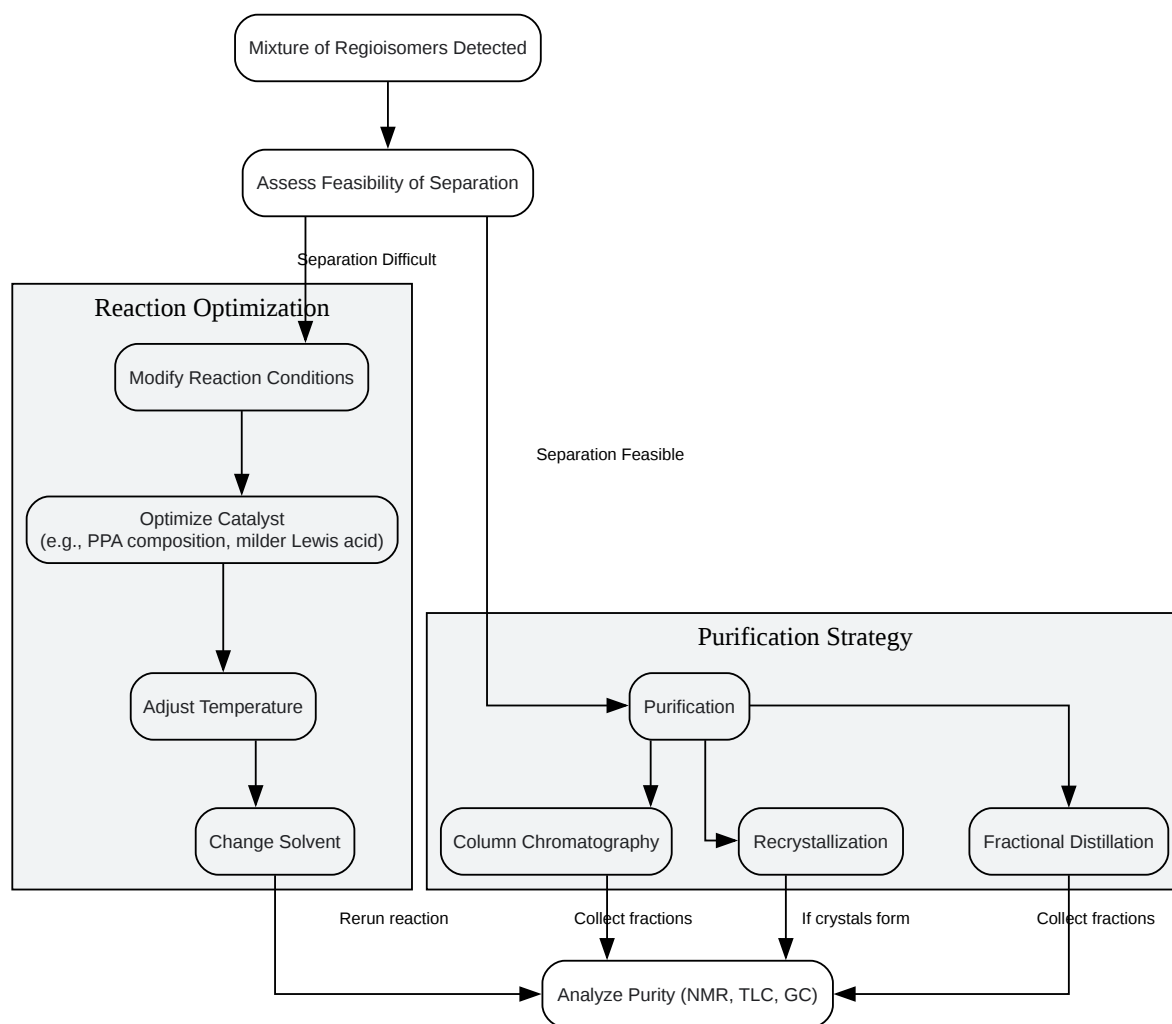 Mixture of Regioisomers Detected
Assess Feasibility of Separation
Separation Difficult
Reaction Optimization
Modify Reaction Conditions
Separation Feasible
Optimize Catalyst
(e.g., PPA composition, milder Lewis acid)
Purification Strategy
Adjust Temperature
Purification
Change Solvent
Column Chromatography
Recrystallization
Fractional Distillation
Rerun reaction
Collect fractions
If crystals form
Collect fractions
Analyze Purity (NMR, TLC, GC)